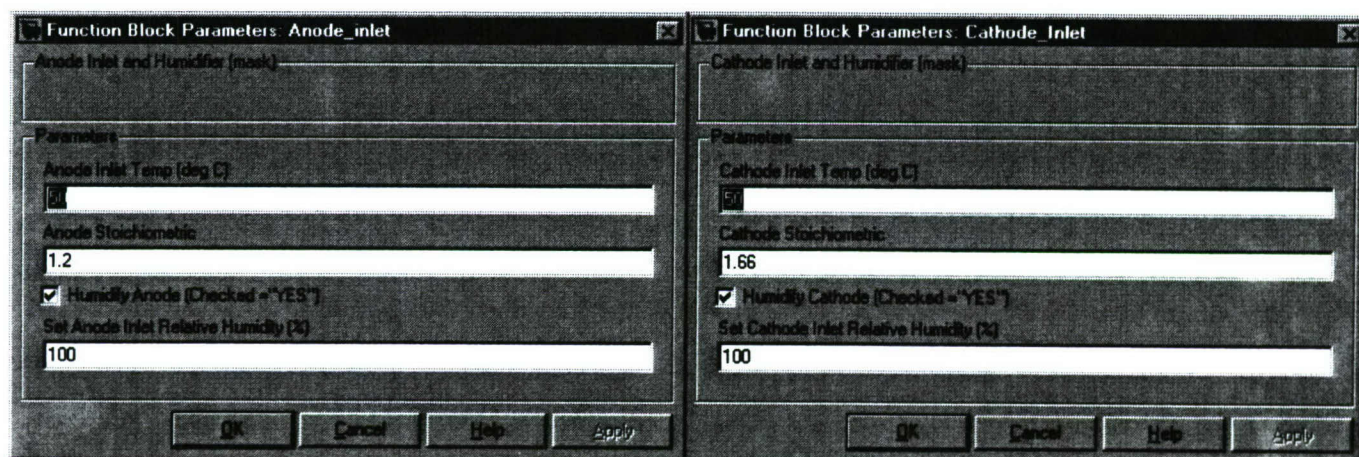 Function Block Parameters: Anode_inlet
Anode Inlet and Humidifier (mask)
Parameters
Anode Inlet Temp (deg C)
50
Anode Stoichiometric
1.2
Humidify Anode (Checked ="YES")
Set Anode Inlet Relative Humidity (%)
100
OK Cancel Help Apply
Function Block Parameters: Cathode_Inlet
Cathode Inlet and Humidifier (mask)
Parameters
Cathode Inlet Temp (deg C)
50
Cathode Stoichiometric
1.66
Humidify Cathode (Checked ="YES")
Set Cathode Inlet Relative Humidity (%)
100
OK Cancel Help Apply